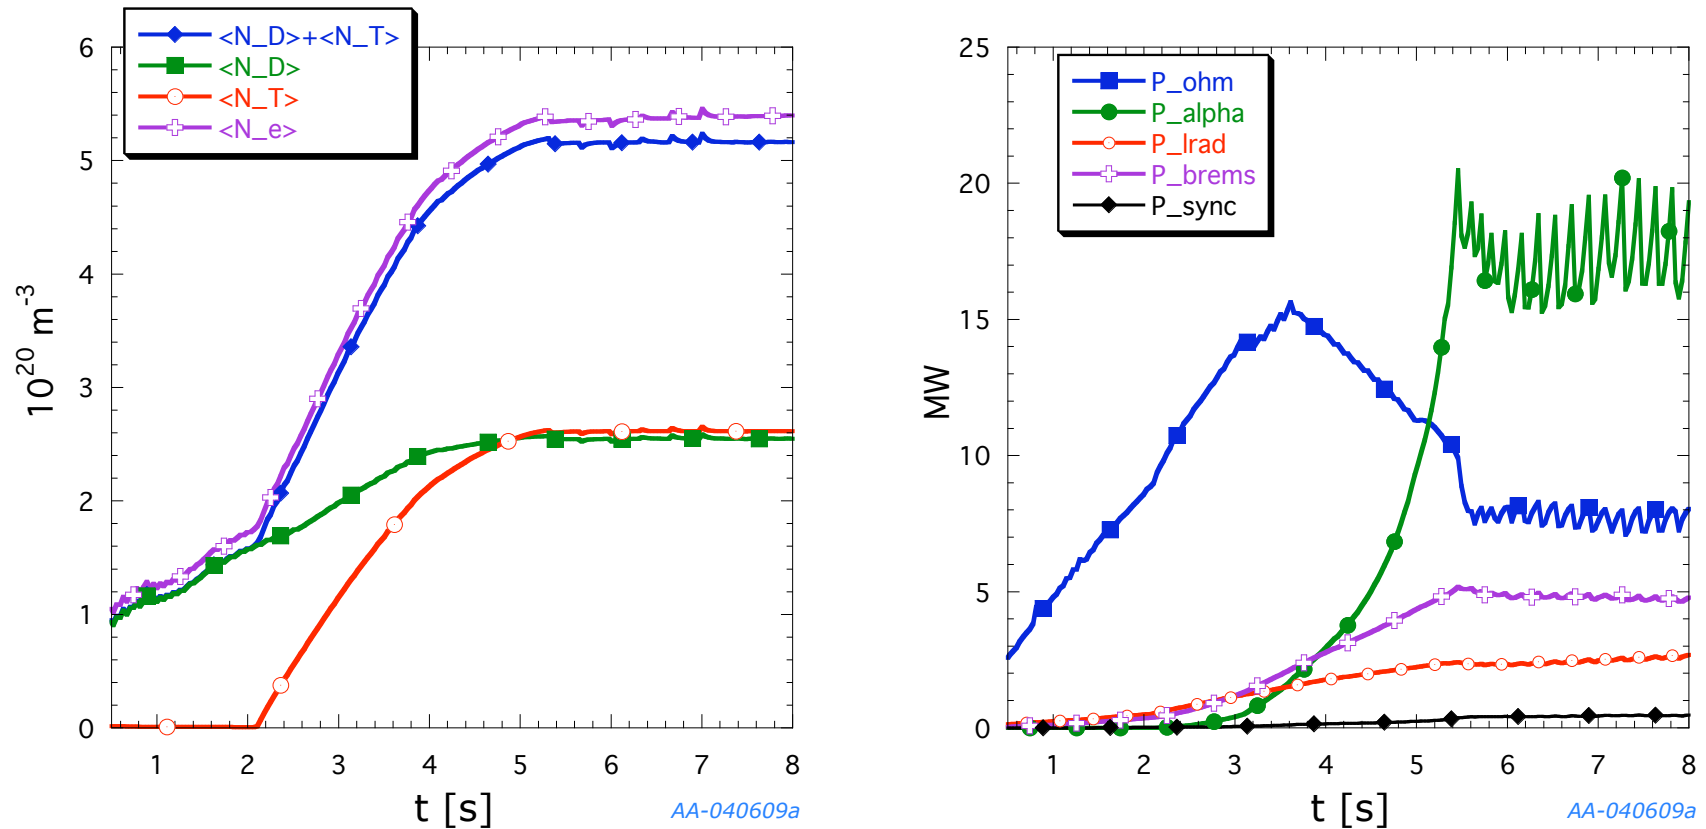 <N_D>+<N_T>
<N_D>
<N_T>
<N_e>
6
5
4
3
2
1
0
10^20 m^-3
1 2 3 4 5 6 7 8
t [s]
AA-040609a
P_ohm
P_alpha
P_lrad
P_brems
P_sync
25
20
15
10
5
0
MW
1 2 3 4 5 6 7 8
t [s]
AA-040609a